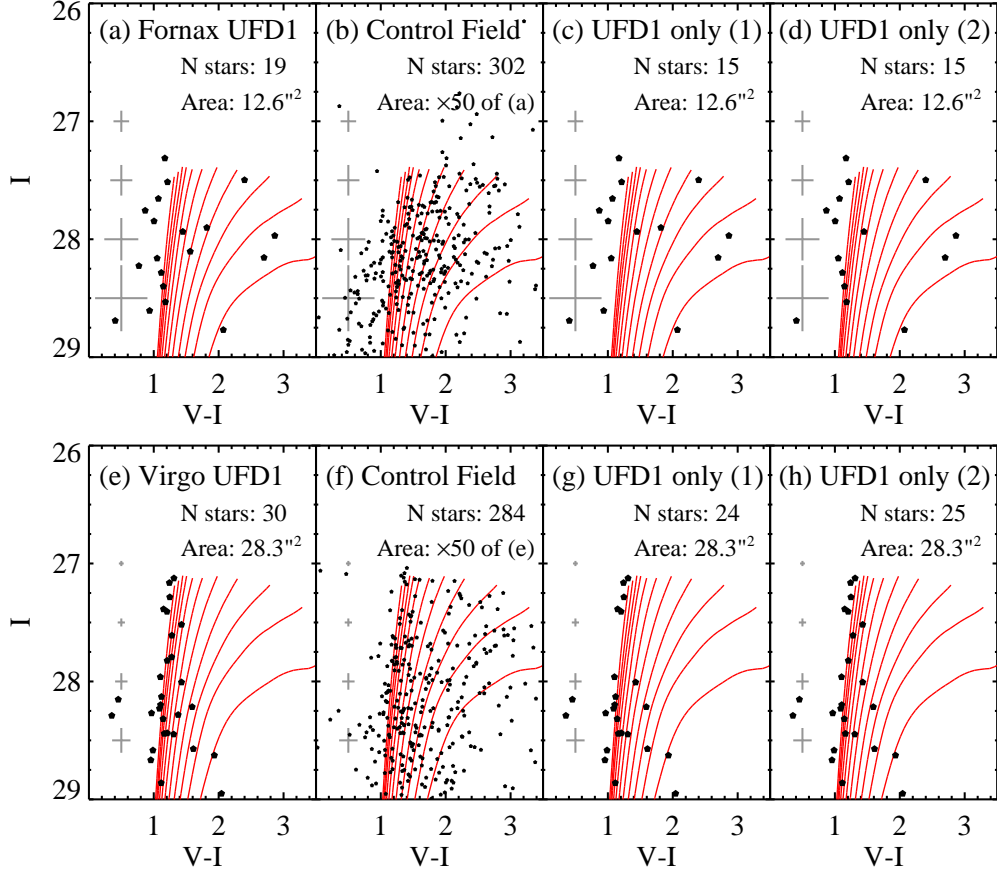 (a) Fornax UFD1
N stars: 19
Area: 12.6"²
(b) Control Field
N stars: 302
Area: ×50 of (a)
(c) UFD1 only (1)
N stars: 15
Area: 12.6"²
(d) UFD1 only (2)
N stars: 15
Area: 12.6"²
26
27
28
29
I
1 2 3
1 2 3
1 2 3
1 2 3
V-I
V-I
V-I
V-I
(e) Virgo UFD1
N stars: 30
Area: 28.3"²
(f) Control Field
N stars: 284
Area: ×50 of (e)
(g) UFD1 only (1)
N stars: 24
Area: 28.3"²
(h) UFD1 only (2)
N stars: 25
Area: 28.3"²
26
27
28
29
I
1 2 3
1 2 3
1 2 3
1 2 3
V-I
V-I
V-I
V-I